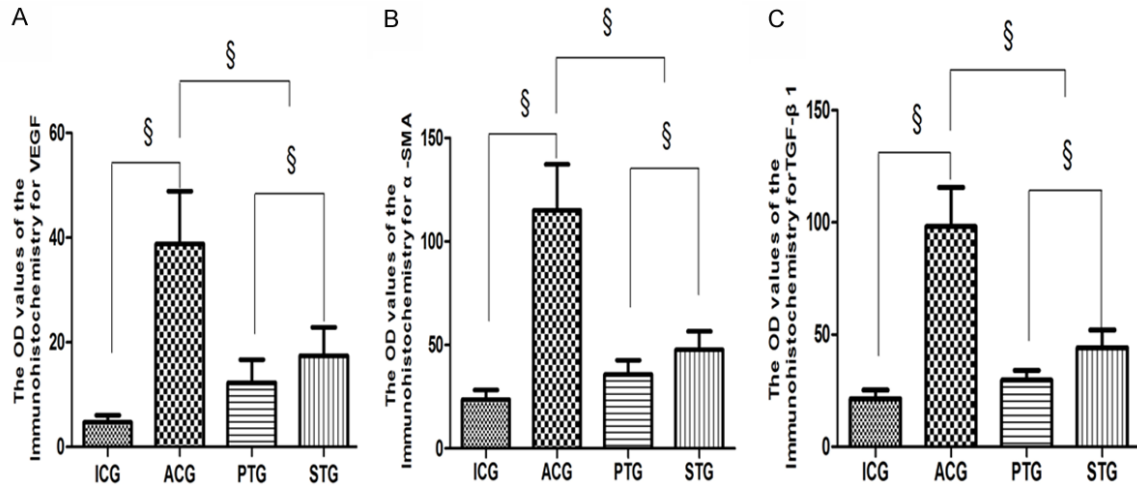 A
The OD values of the
Immunohistochemistry for VEGF
60
40
20
0
§
§
§
ICG ACG PTG STG
B
The OD values of the
Immunohistochemistry for α -SMA
150
100
50
0
§
§
§
ICG ACG PTG STG
C
The OD values of the
Immunohistochemistry forTGF-β 1
150
100
50
0
§
§
§
ICG ACG PTG STG